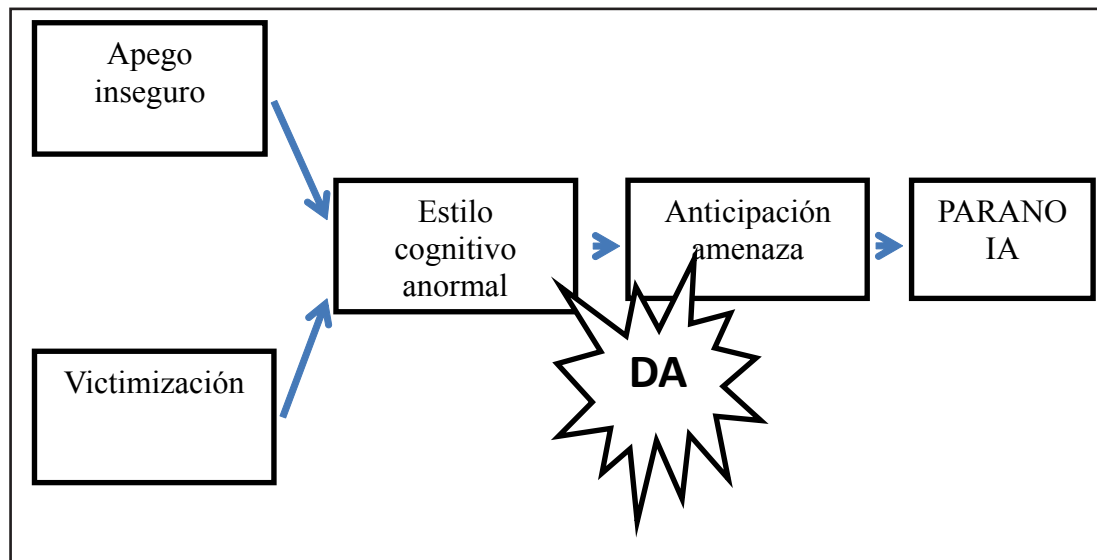 Apego
inseguro
Estilo
cognitivo
anormal
Anticipación
amenaza
PARANO
IA
DA
Victimización